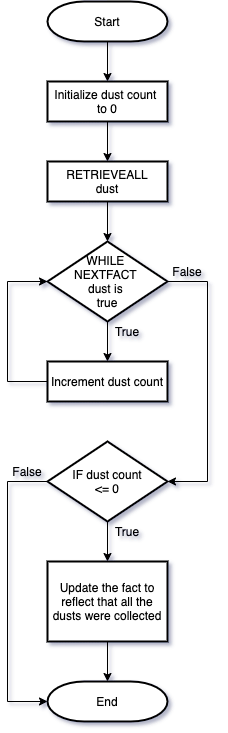 Start
Initialize dust count
to 0
RETRIEVEALL
dust
WHILE
NEXTFACT
dust is
true
False
True
Increment dust count
False
IF dust count
<= 0
True
Update the fact to
reflect that all the
dusts were collected
End